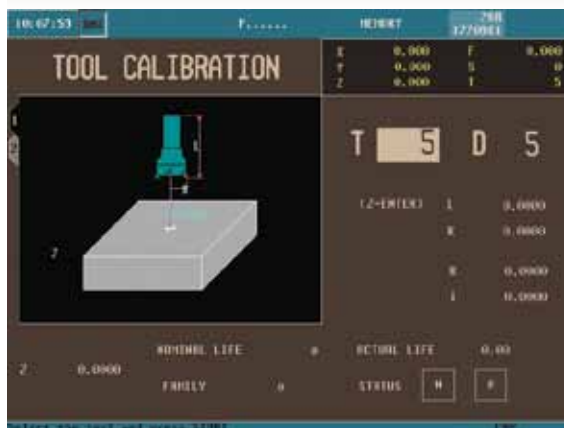 10:07:53 P...... MEMORY
TOOL CALIBRATION
X 0.000 F 0.000
Y 0.000 S 0
Z 0.000 T 5
1
2
L
R
T 5 D 5
(Z-ENTER) L 0.0000
R 0.0000
K 0.0000
I 0.0000
Z
NOMINAL LIFE 0 ACTUAL LIFE 0.00
Z 0.0000
FAMILY 0 STATUS N